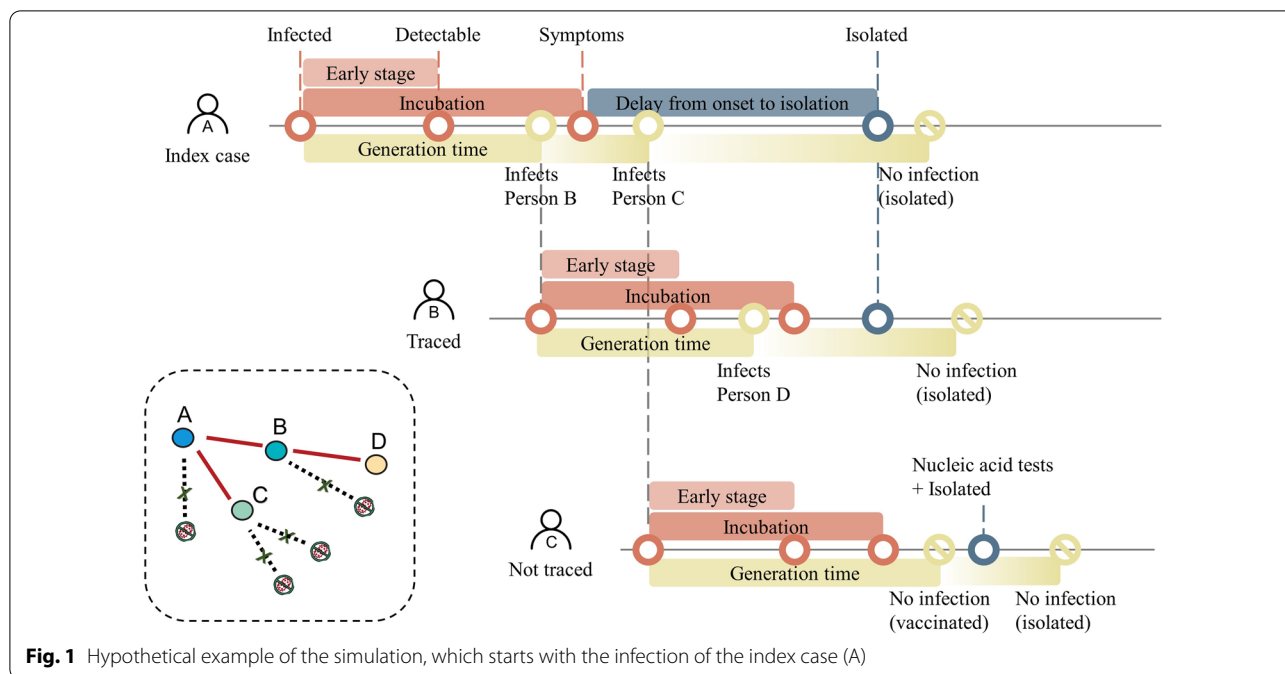 Infected
Detectable
Symptoms
Isolated
Early stage
Incubation
Delay from onset to isolation
A
Index case
Generation time
Infects
Person B
Infects
Person C
No infection
(isolated)
Early stage
Incubation
B
Traced
Generation time
Infects
Person D
No infection
(isolated)
A
B
D
C
Nucleic acid tests
+ Isolated
Early stage
Incubation
C
Not traced
Generation time
No infection
(vaccinated)
No infection
(isolated)
Fig. 1 Hypothetical example of the simulation, which starts with the infection of the index case (A)